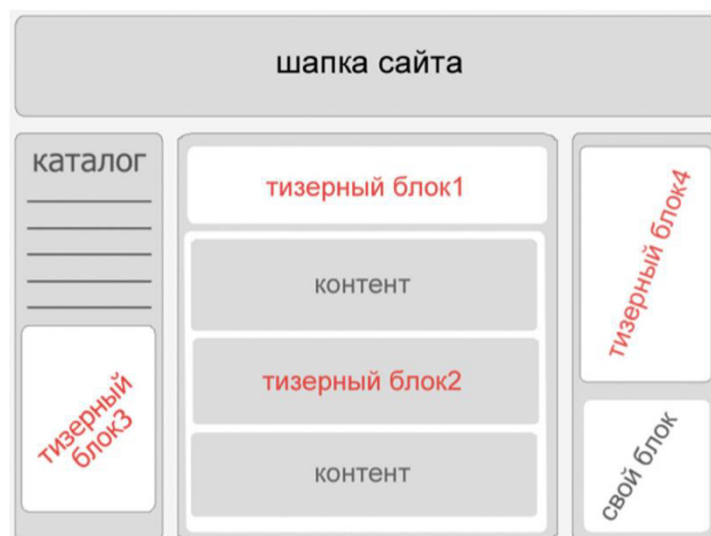 шапка сайта
каталог
тизерный
блок3
тизерный блок1
контент
тизерный блок2
контент
тизерный блок4
свой блок